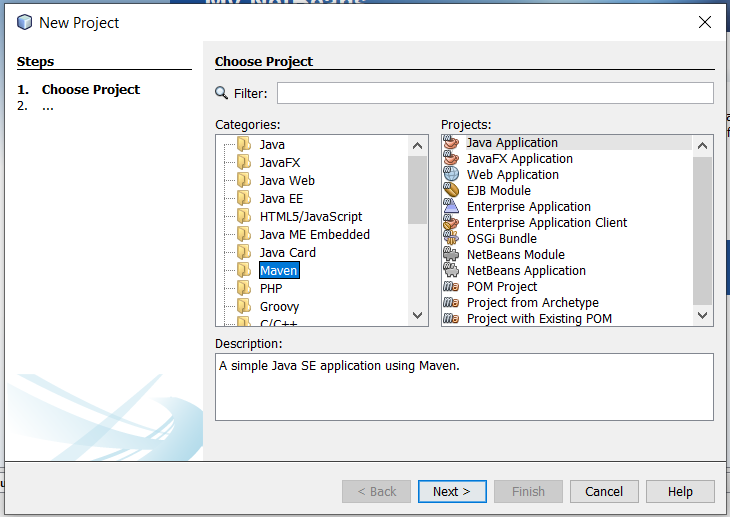 My NetBeans
New Project
Steps
1. Choose Project
2. ...
Choose Project
Filter:
Categories:
Java
JavaFX
Java Web
Java EE
HTML5/JavaScript
Java ME Embedded
Java Card
Maven
PHP
Groovy
C/C++
Projects:
Java Application
JavaFX Application
Web Application
EJB Module
Enterprise Application
Enterprise Application Client
OSGi Bundle
NetBeans Module
NetBeans Application
POM Project
Project from Archetype
Project with Existing POM
Description:
A simple Java SE application using Maven.
< Back
Next >
Finish
Cancel
Help